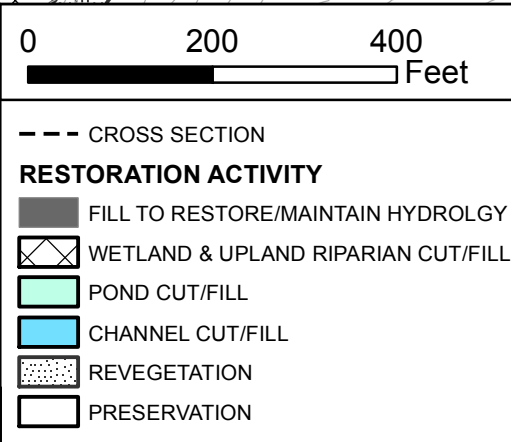 0 200 400
Feet
CROSS SECTION
RESTORATION ACTIVITY
FILL TO RESTORE/MAINTAIN HYDROLGY
WETLAND & UPLAND RIPARIAN CUT/FILL
POND CUT/FILL
CHANNEL CUT/FILL
REVEGETATION
PRESERVATION